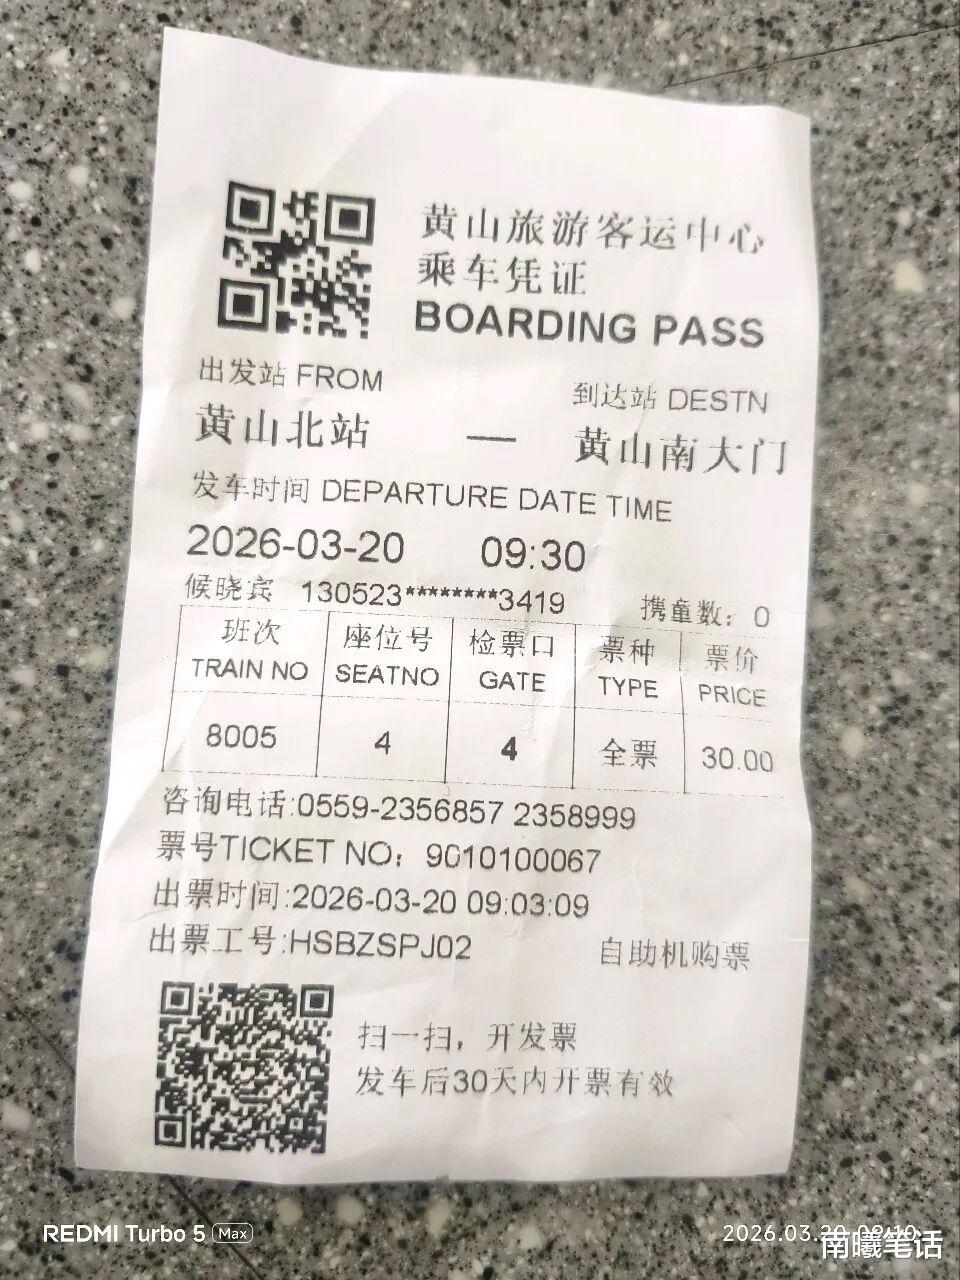 黄山旅游客运中心
乘车凭证
BOARDING PASS
出发站 FROM 到达站 DESTN
黄山北站 — 黄山南大门
发车时间 DEPARTURE DATE TIME
2026-03-20 09:30
候晓宾 130523********3419 携童数：0
班次 座位号 检票口 票种 票价
TRAIN NO SEATNO GATE TYPE PRICE
8005 4 4 全票 30.00
咨询电话:0559-2356857 2358999
票号TICKET NO：9010100067
出票时间:2026-03-20 09:03:09
出票工号:HSBZSPJ02 自助机购票
扫一扫，开发票
发车后30天内开票有效
REDMI Turbo 5 Max
2026.03.20
南曦笔话